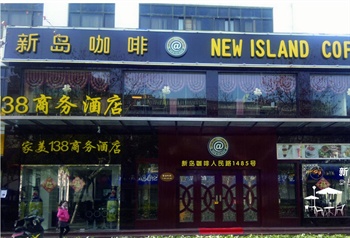 新岛咖啡 @ NEW ISLAND COF
38商务酒店
家美138商务酒店
@
新岛咖啡人民路1485号
新